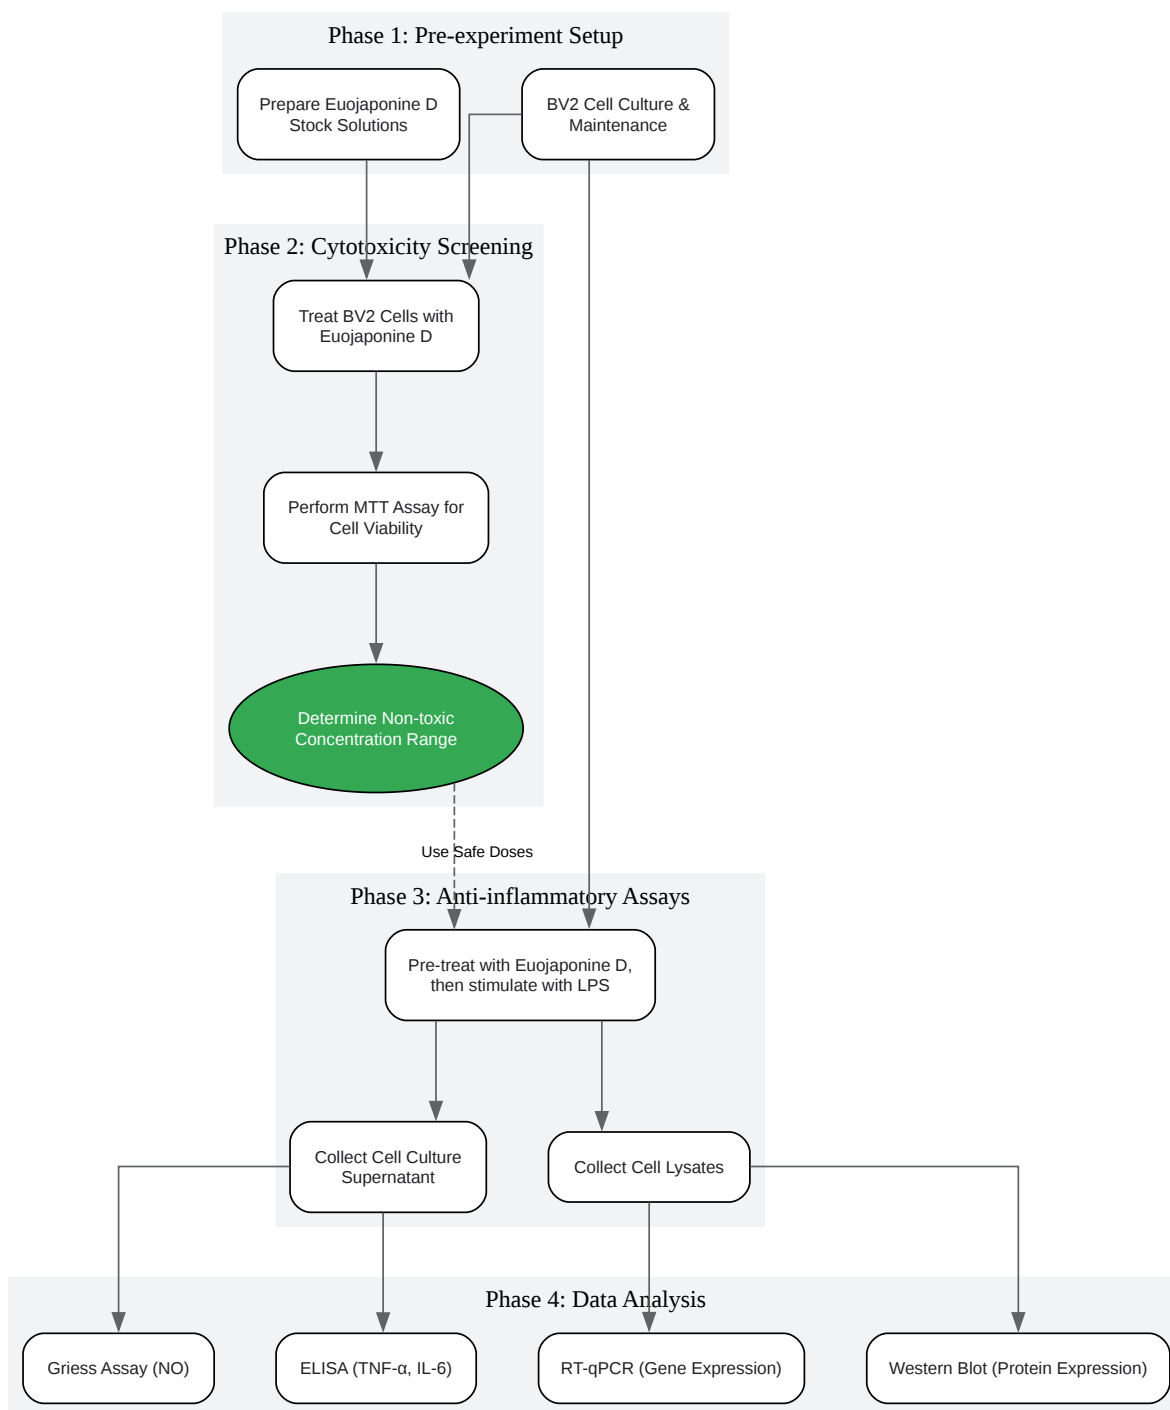 Phase 1: Pre-experiment Setup
Prepare Euojaponine D
Stock Solutions
BV2 Cell Culture &
Maintenance
Phase 2: Cytotoxicity Screening
Treat BV2 Cells with
Euojaponine D
Perform MTT Assay for
Cell Viability
Determine Non-toxic
Concentration Range
Use Safe Doses
Phase 3: Anti-inflammatory Assays
Pre-treat with Euojaponine D,
then stimulate with LPS
Collect Cell Culture
Supernatant
Collect Cell Lysates
Phase 4: Data Analysis
Griess Assay (NO)
ELISA (TNF-α, IL-6)
RT-qPCR (Gene Expression)
Western Blot (Protein Expression)